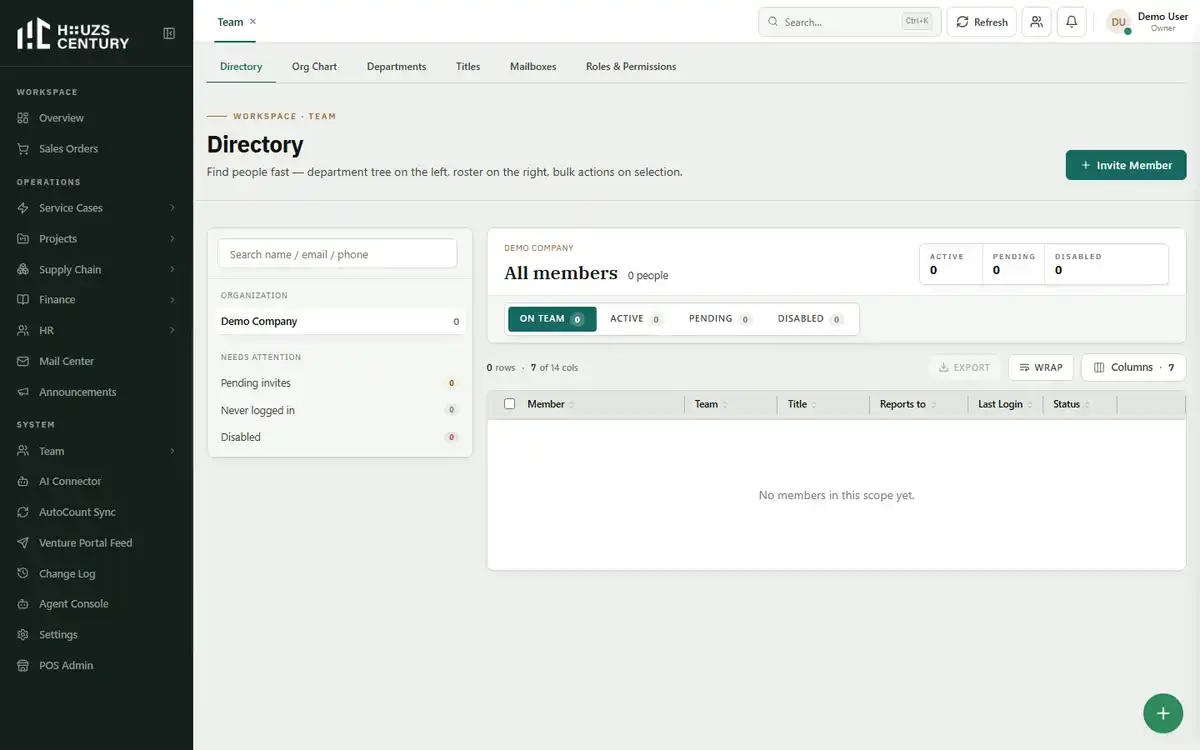 HOUZS
CENTURY
Team ×
Search... Ctrl+K
Refresh
DU
Demo User
Owner
WORKSPACE
Overview
Sales Orders
OPERATIONS
Service Cases
Projects
Supply Chain
Finance
HR
Mail Center
Announcements
SYSTEM
Team
AI Connector
AutoCount Sync
Venture Portal Feed
Change Log
Agent Console
Settings
POS Admin
Directory Org Chart Departments Titles Mailboxes Roles & Permissions
WORKSPACE · TEAM
Directory
Find people fast — department tree on the left, roster on the right, bulk actions on selection.
+ Invite Member
Search name / email / phone
ORGANIZATION
Demo Company 0
NEEDS ATTENTION
Pending invites 0
Never logged in 0
Disabled 0
DEMO COMPANY
All members 0 people
ACTIVE PENDING DISABLED
0 0 0
ON TEAM 0 ACTIVE 0 PENDING 0 DISABLED 0
0 rows · 7 of 14 cols
EXPORT WRAP Columns · 7
Member Team Title Reports to Last Login Status
No members in this scope yet.
+